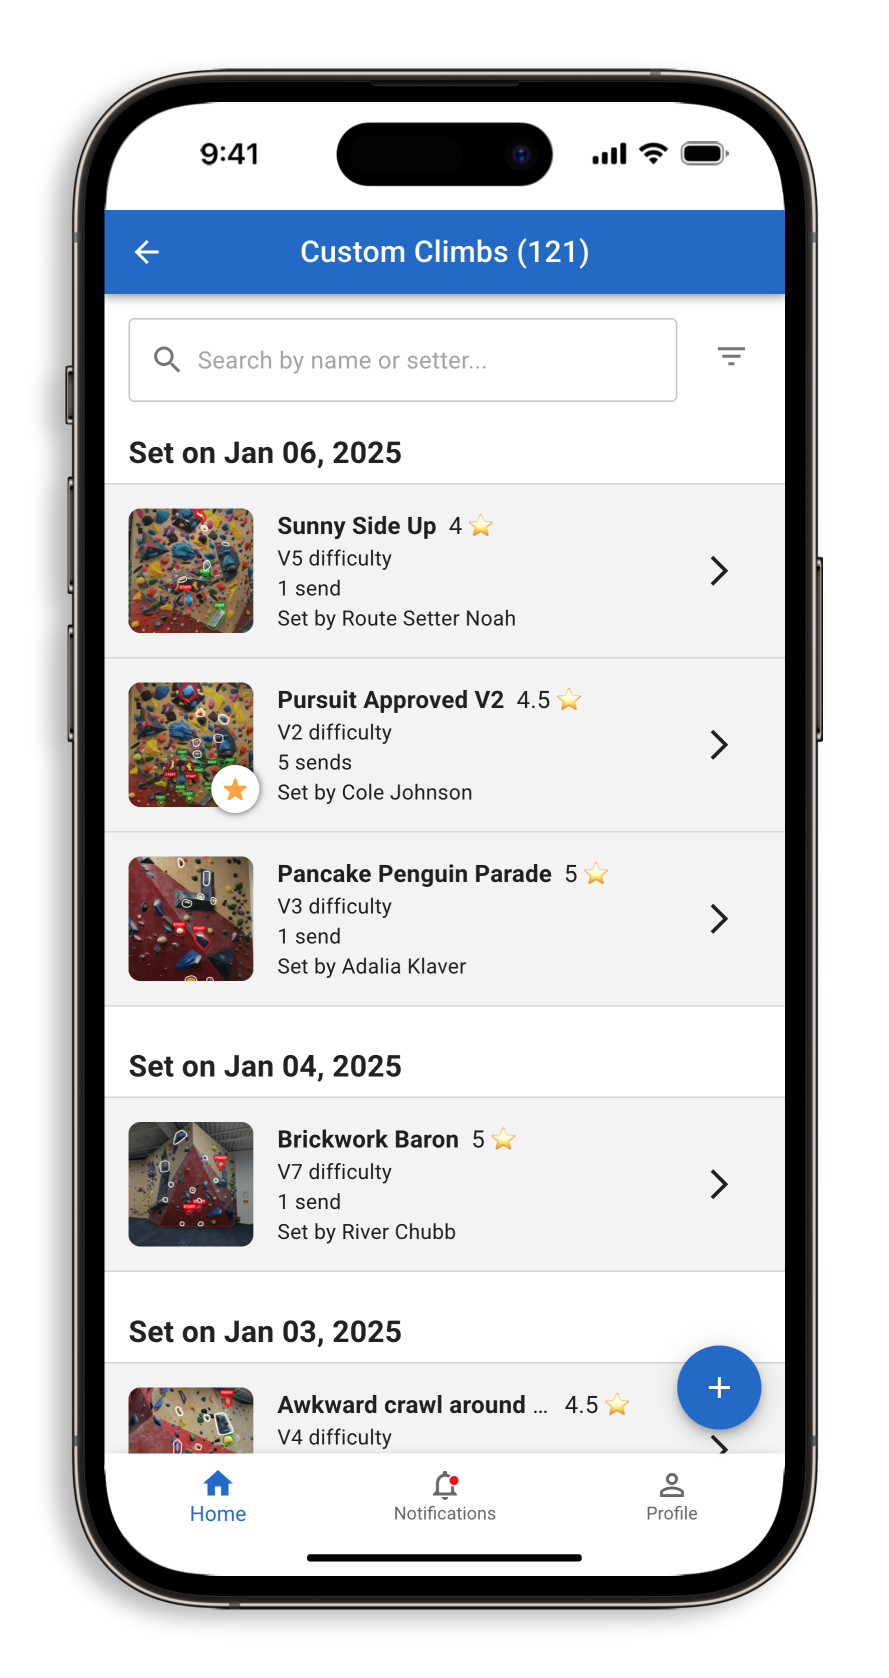 9:41
Custom Climbs (121)
Search by name or setter...
Set on Jan 06, 2025
Sunny Side Up 4
V5 difficulty
1 send
Set by Route Setter Noah
Pursuit Approved V2 4.5
V2 difficulty
5 sends
Set by Cole Johnson
Pancake Penguin Parade 5
V3 difficulty
1 send
Set by Adalia Klaver
Set on Jan 04, 2025
Brickwork Baron 5
V7 difficulty
1 send
Set by River Chubb
Set on Jan 03, 2025
Awkward crawl around ... 4.5
V4 difficulty
Home
Notifications
Profile